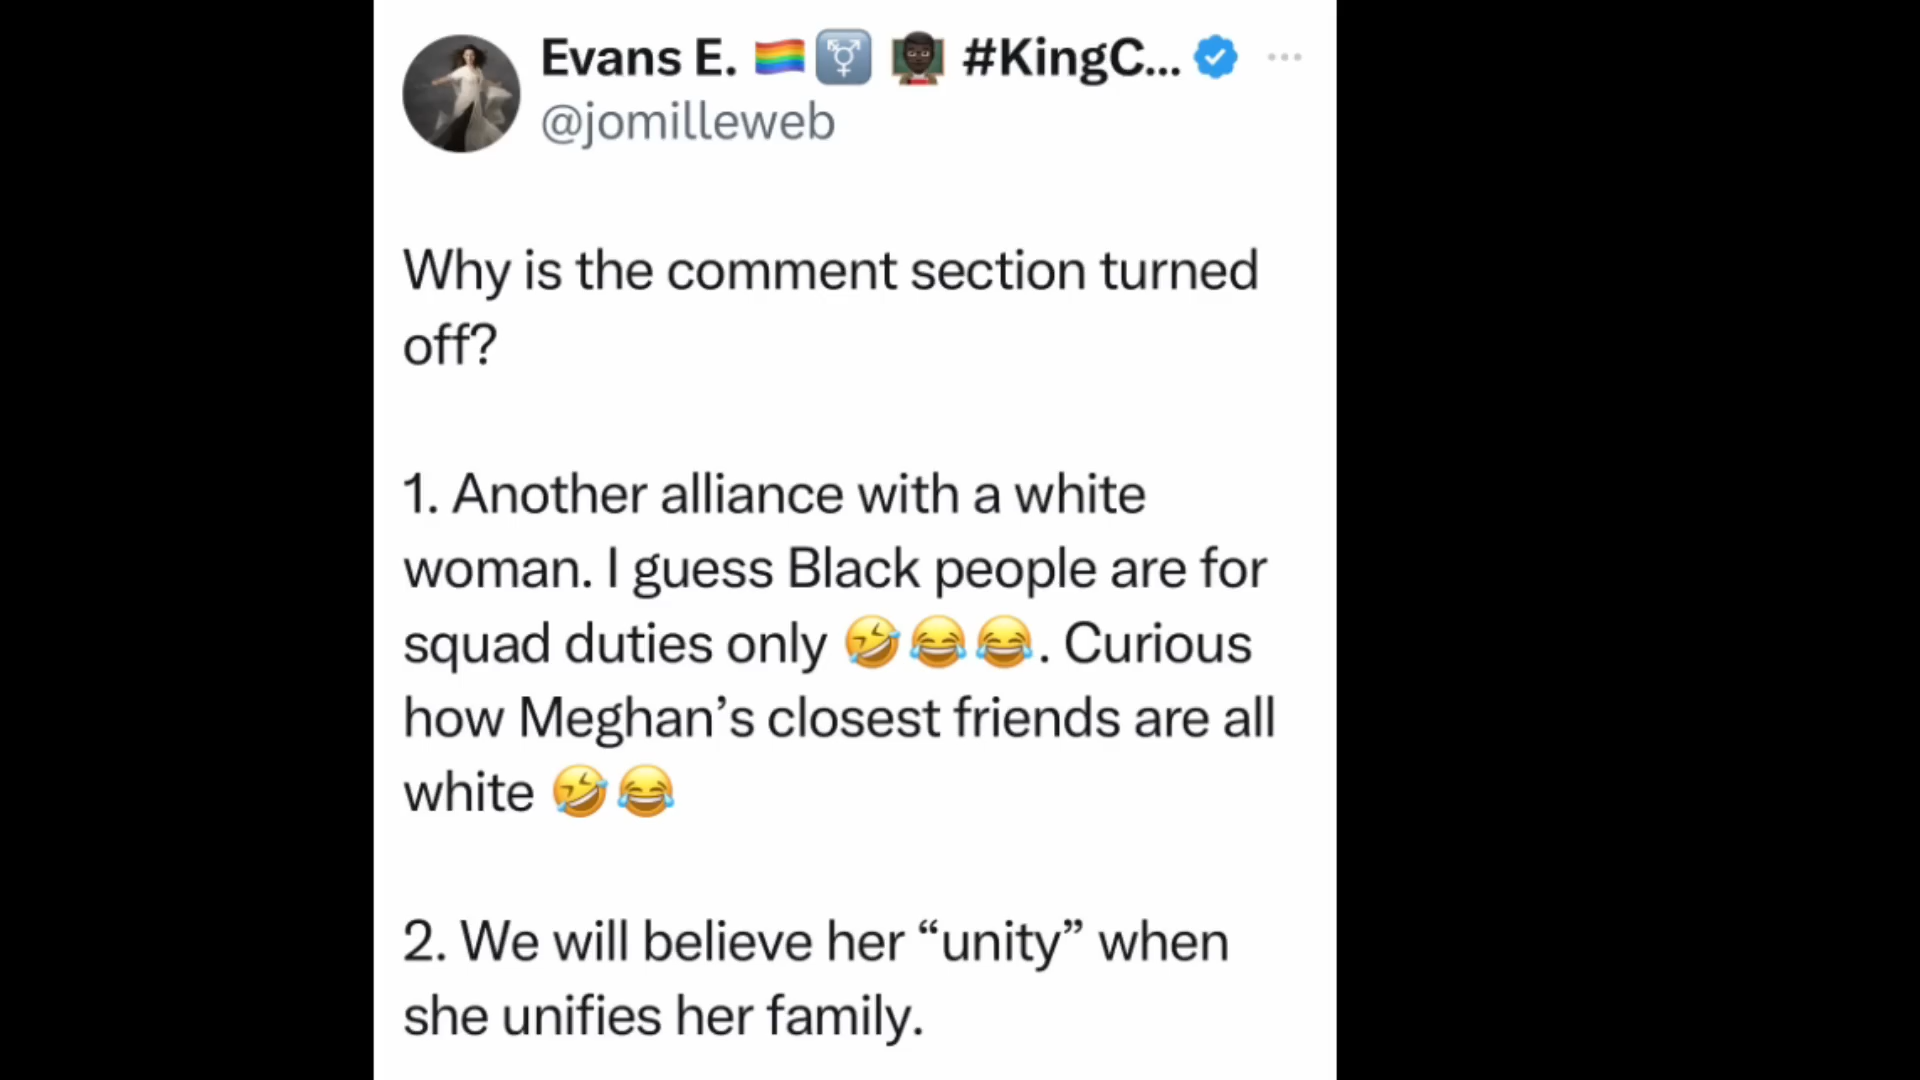 Evans E. 🏳️‍🌈 ⚧️ 👨🏿‍🏫 #KingC...
@jomilleweb
Why is the comment section turned
off?
1. Another alliance with a white
woman. I guess Black people are for
squad duties only 🤣😂😂. Curious
how Meghan’s closest friends are all
white 🤣😂
2. We will believe her “unity” when
she unifies her family.